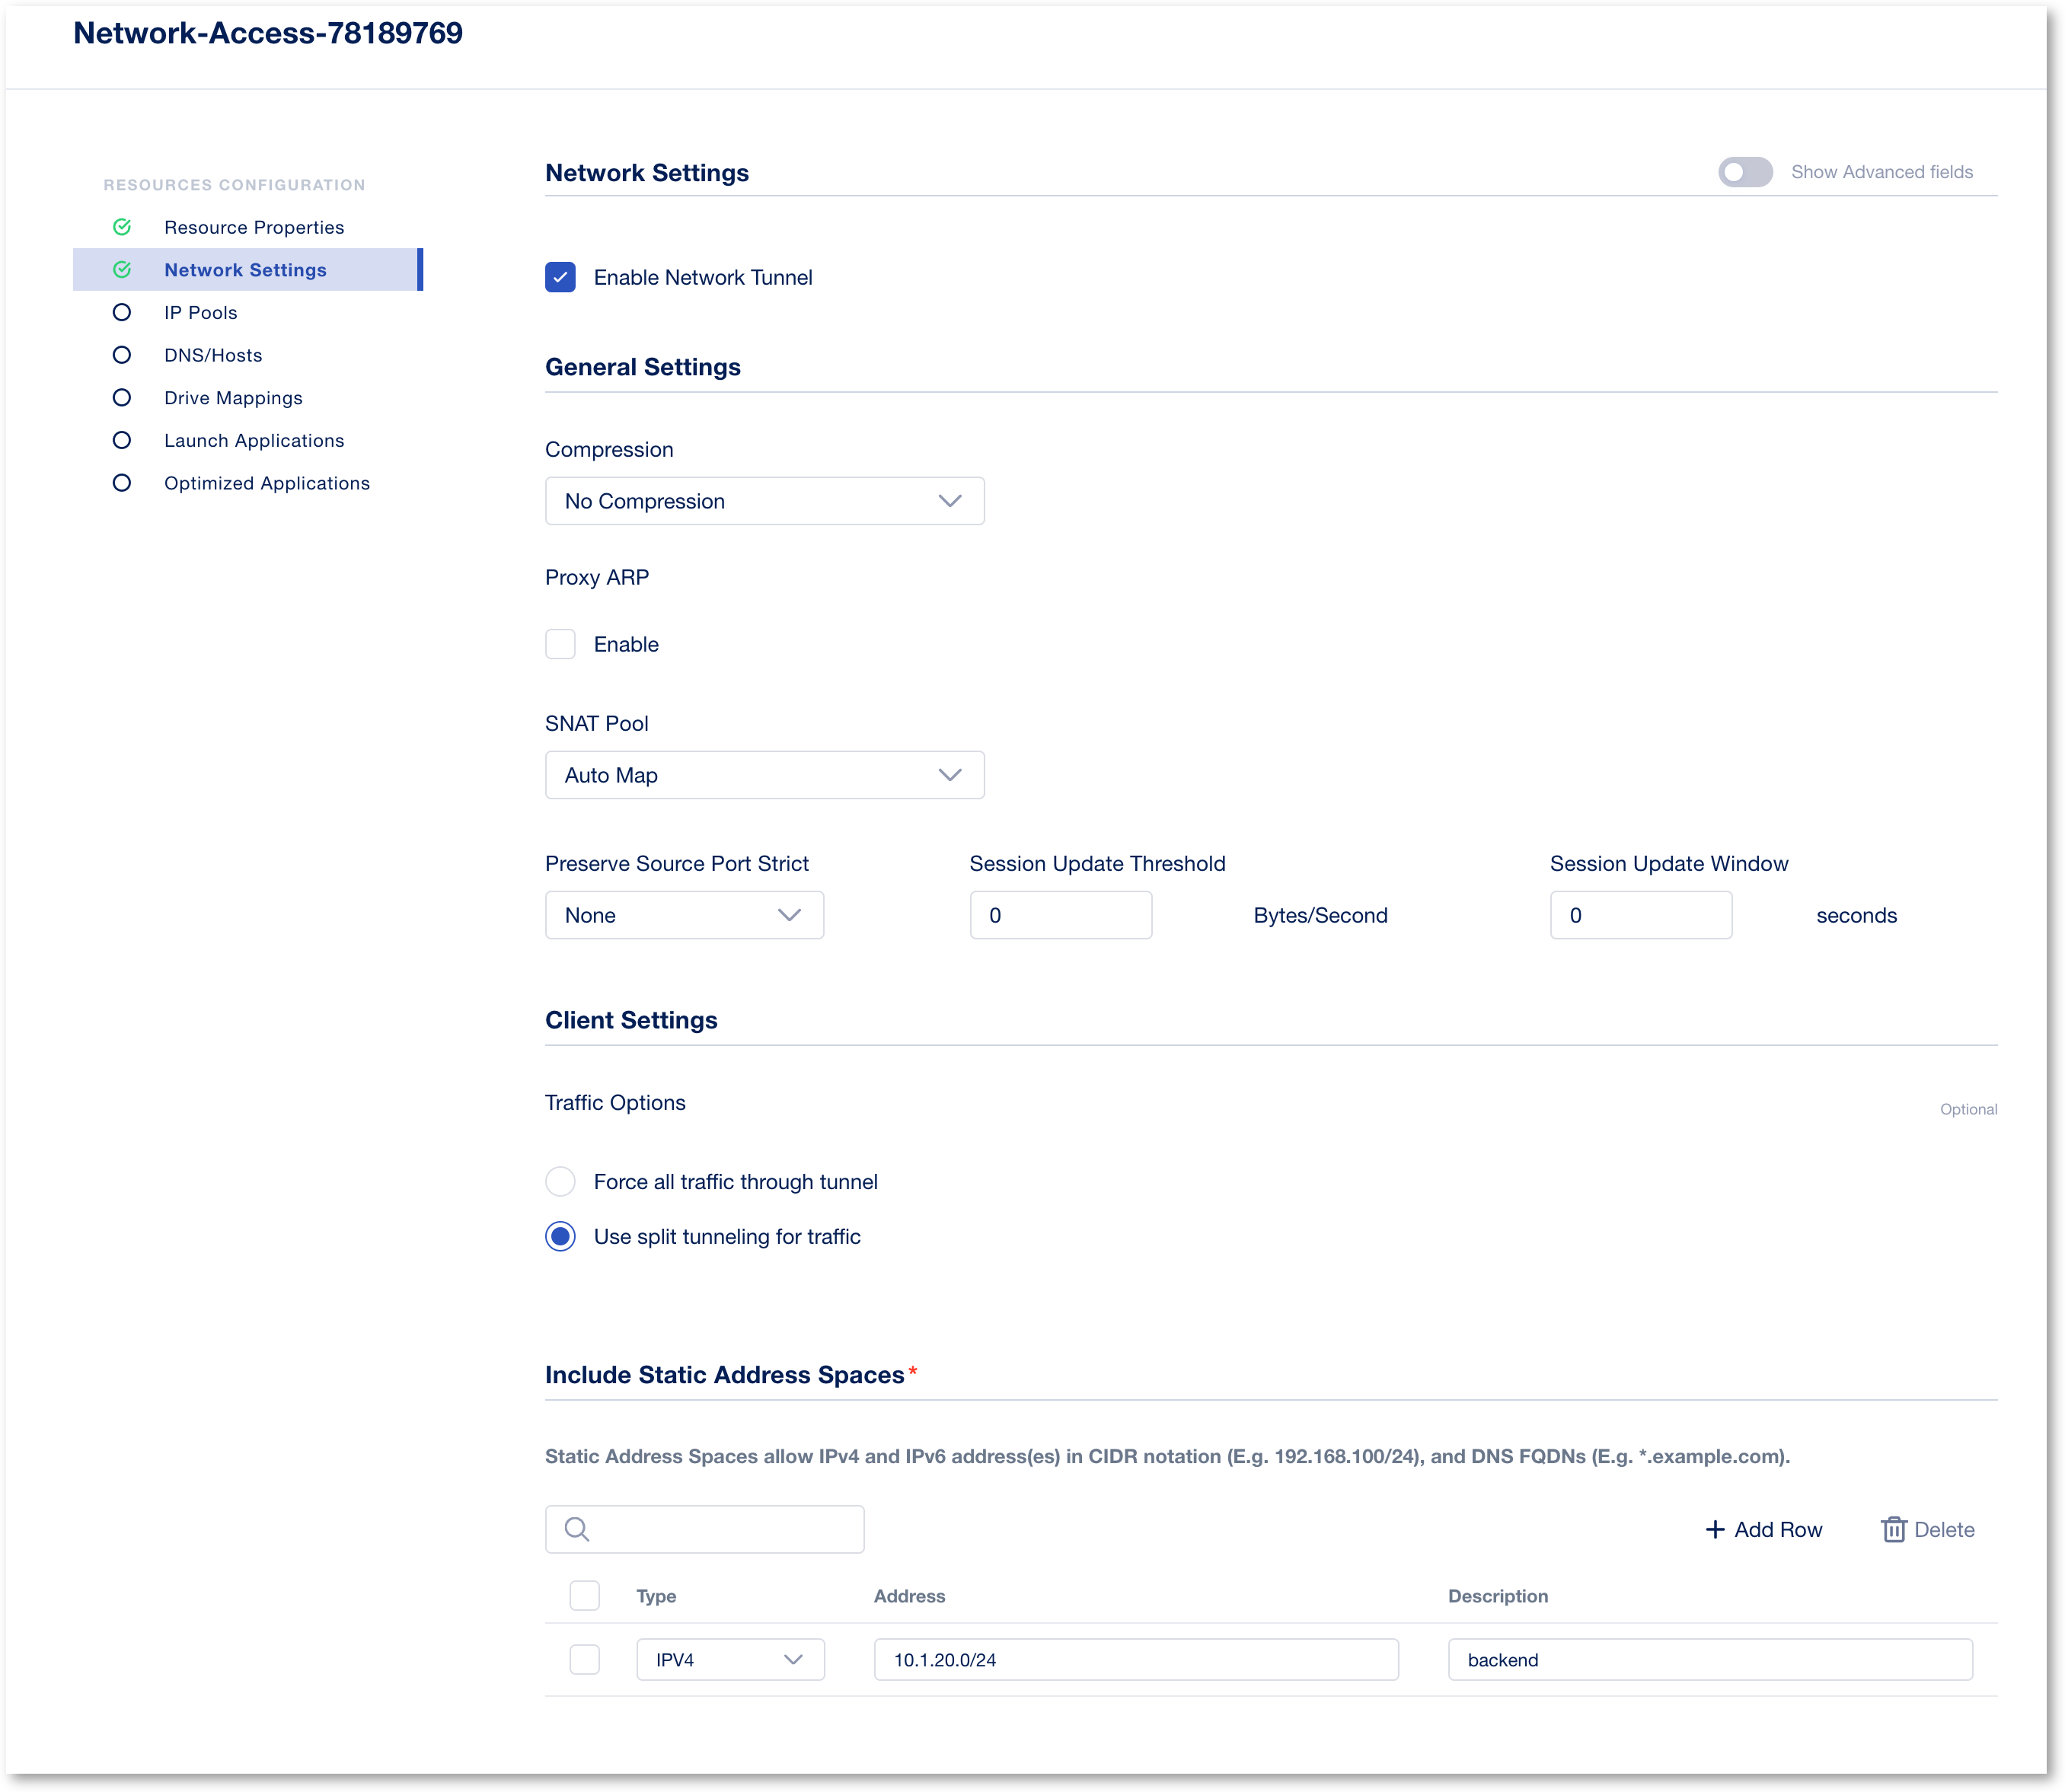 Network-Access-78189769
RESOURCES CONFIGURATION
Resource Properties
Network Settings
IP Pools
DNS/Hosts
Drive Mappings
Launch Applications
Optimized Applications
Network Settings
Show Advanced fields
Enable Network Tunnel
General Settings
Compression
No Compression
Proxy ARP
Enable
SNAT Pool
Auto Map
Preserve Source Port Strict Session Update Threshold Session Update Window
None 0 Bytes/Second 0 seconds
Client Settings
Traffic Options
Optional
Force all traffic through tunnel
Use split tunneling for traffic
Include Static Address Spaces*
Static Address Spaces allow IPv4 and IPv6 address(es) in CIDR notation (E.g. 192.168.100/24), and DNS FQDNs (E.g. *.example.com).
+ Add Row Delete
Type Address Description
IPV4 10.1.20.0/24 backend